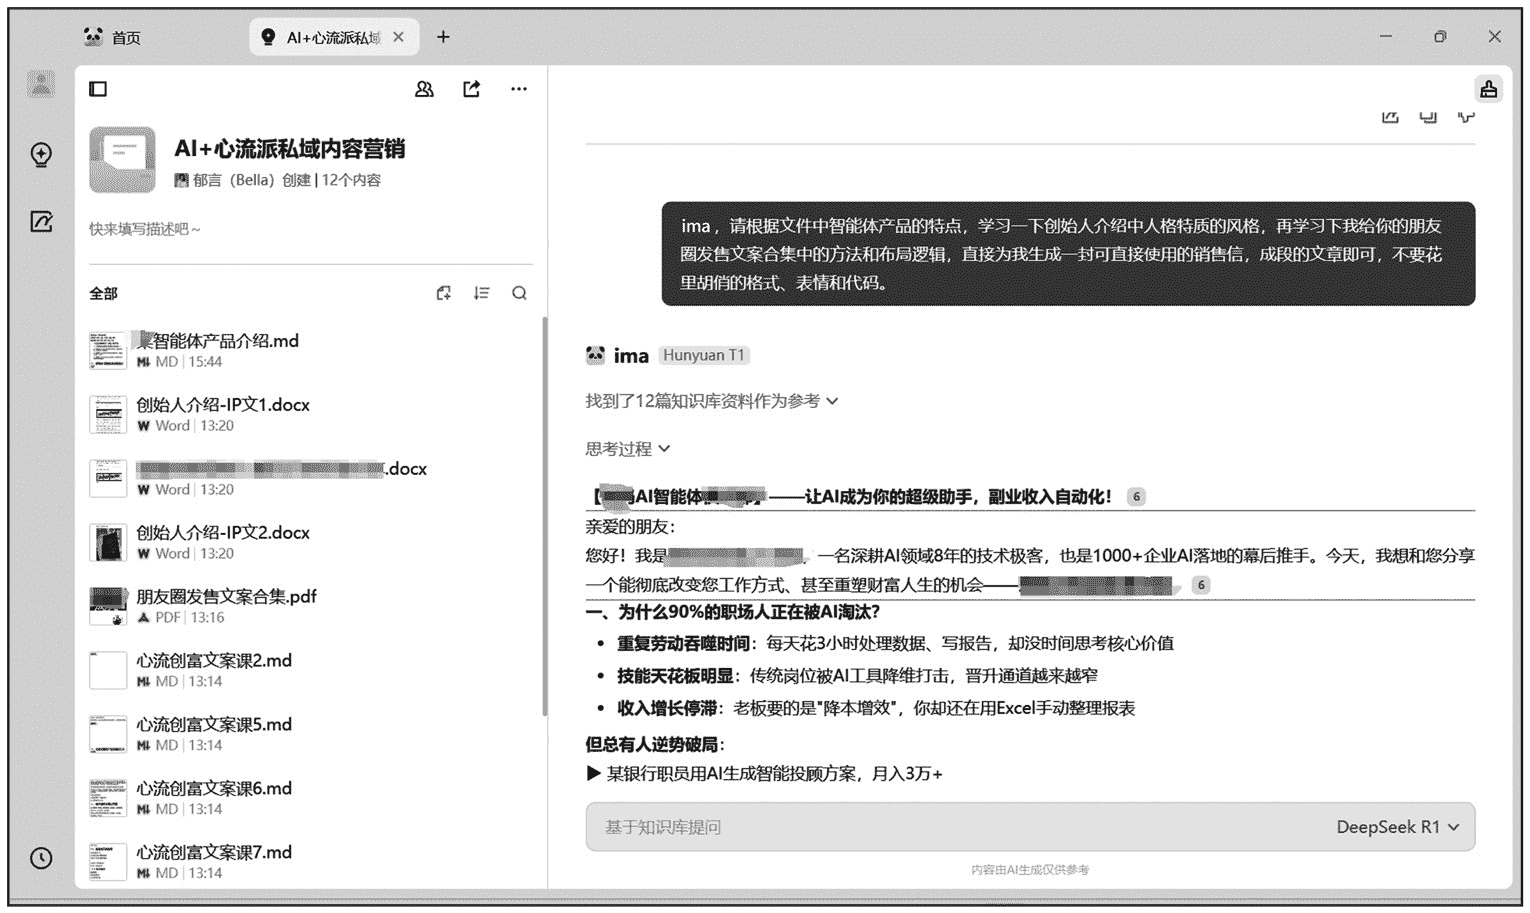 首页
AI+心流派私域
AI+心流派私域内容营销
郁言（Bella）创建 | 12个内容
快来填写描述吧~
全部
智能体产品介绍.md
MD | 15:44
创始人介绍-IP文1.docx
W Word | 13:20
.docx
W Word | 13:20
创始人介绍-IP文2.docx
W Word | 13:20
朋友圈发售文案合集.pdf
PDF | 13:16
心流创富文案课2.md
MD | 13:14
心流创富文案课5.md
MD | 13:14
心流创富文案课6.md
MD | 13:14
心流创富文案课7.md
MD | 13:14
ima，请根据文件中智能体产品的特点，学习一下创始人介绍中人格特质的风格，再学习下我给你的朋友
圈发售文案合集中的方法和布局逻辑，直接为我生成一封可直接使用的销售信，成段的文章即可，不要花
里胡俏的格式、表情和代码。
ima Hunyuan T1
找到了12篇知识库资料作为参考
思考过程
【AI智能体】——让AI成为你的超级助手，副业收入自动化！ 6
亲爱的朋友：
您好！我是，一名深耕AI领域8年的技术极客，也是1000+企业AI落地的幕后推手。今天，我想和您分享
一个能彻底改变您工作方式、甚至重塑财富人生的机会——。 6
一、为什么90%的职场人正在被AI淘汰？
• 重复劳动吞噬时间：每天花3小时处理数据、写报告，却没时间思考核心价值
• 技能天花板明显：传统岗位被AI工具降维打击，晋升通道越来越窄
• 收入增长停滞：老板要的是"降本增效"，你却还在用Excel手动整理报表
但总有人逆势破局：
▶ 某银行职员用AI生成智能投顾方案，月入3万+
基于知识库提问
DeepSeek R1
内容由AI生成仅供参考